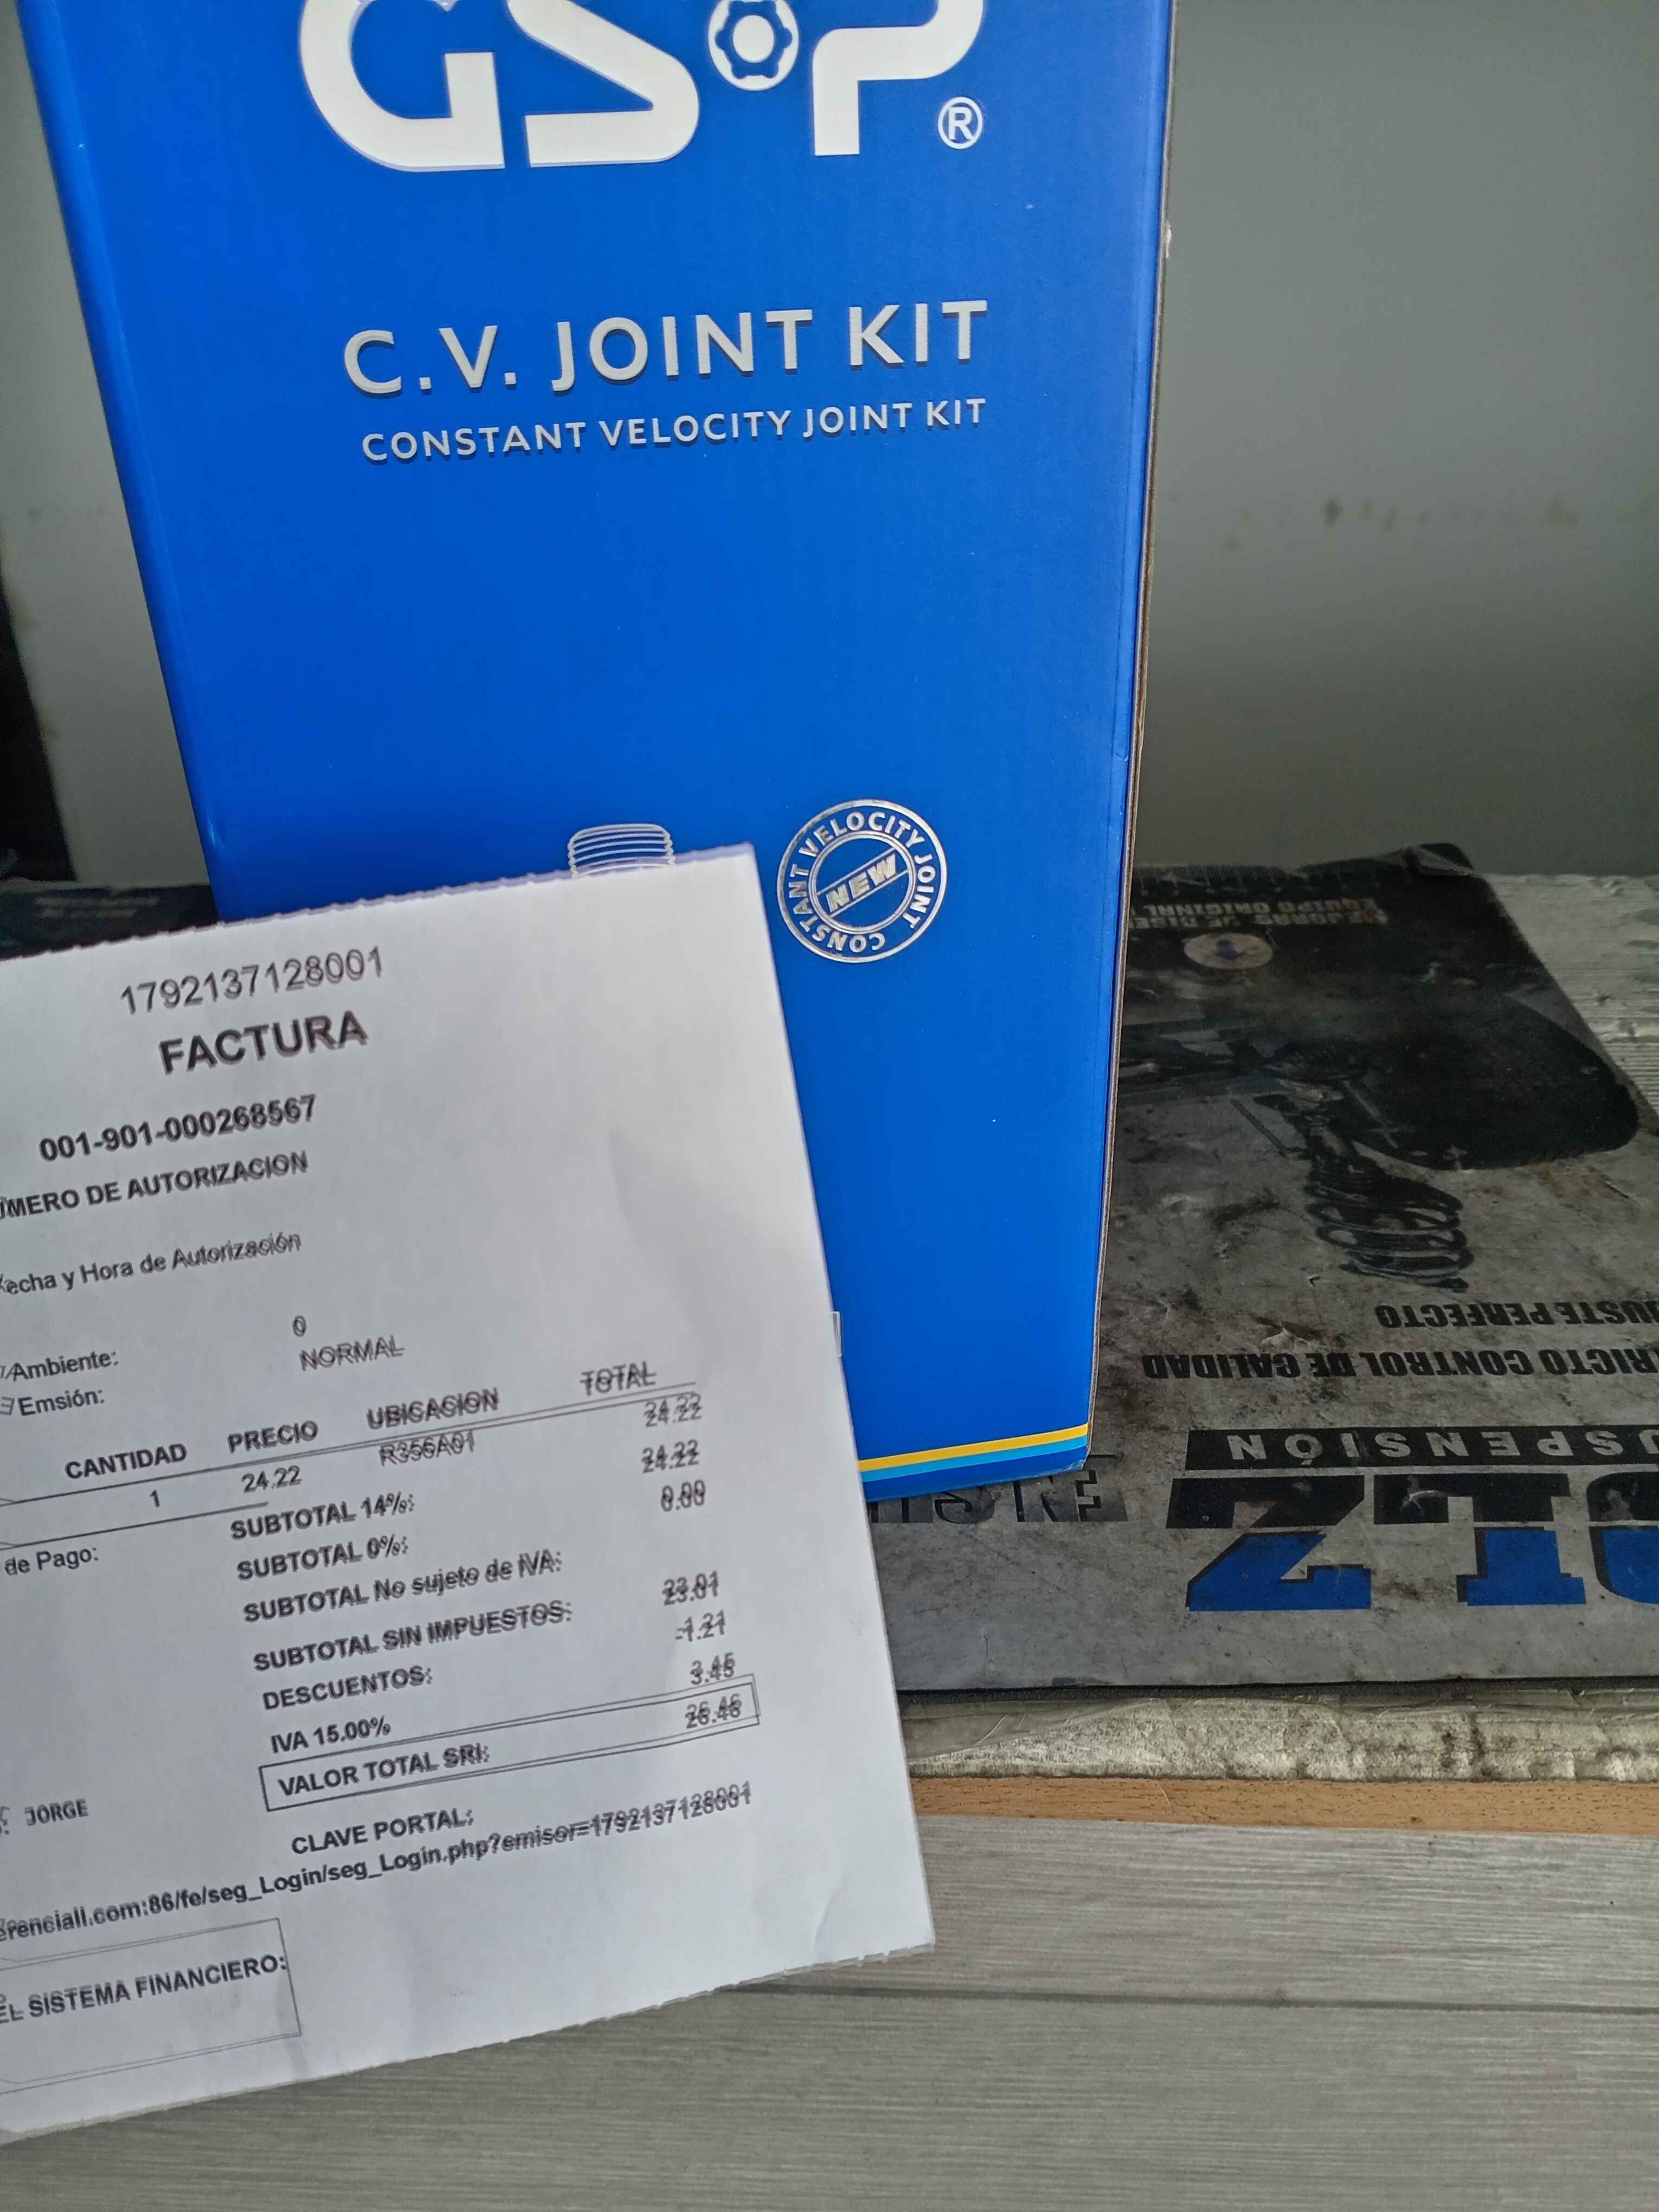 GSP®
C.V. JOINT KIT
CONSTANT VELOCITY JOINT KIT
CONSTANT VELOCITY JOINT
NEW
1792137128001
FACTURA
001-901-000268567
ÚMERO DE AUTORIZACION
echa y Hora de Autorización
Ambiente: 0
Emsión: NORMAL
CANTIDAD PRECIO UBICACION TOTAL
1 24.22 R356A01 24.22
SUBTOTAL 14%: 24.22
SUBTOTAL 0%: 0.00
SUBTOTAL No sujeto de IVA:
SUBTOTAL SIN IMPUESTOS: 23.01
DESCUENTOS: -1.21
IVA 15.00% 3.45
VALOR TOTAL SRI: 26.46
de Pago:
JORGE
CLAVE PORTAL:
erenciall.com:86/fe/seg_Login/seg_Login.php?emisor=1792137128001
EL SISTEMA FINANCIERO:
EQUIPO ORIGINAL
USTE PERFECTO
RICTO CONTROL DE CALIDAD
USPENSIÓN